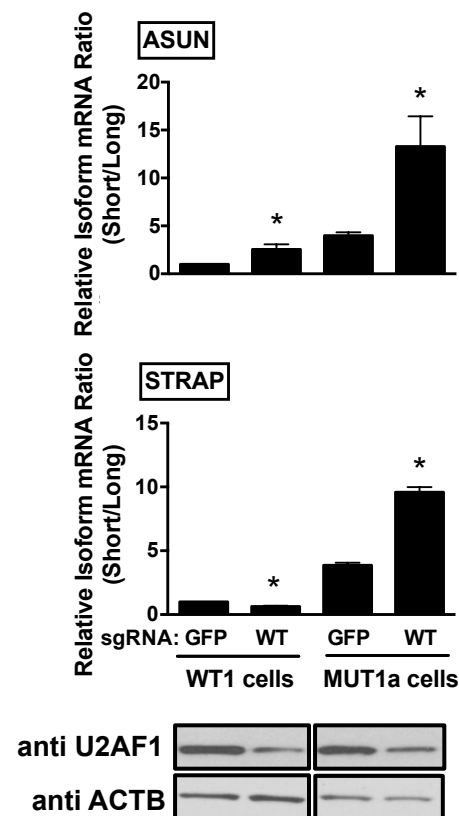 ASUN
Relative Isoform mRNA Ratio
(Short/Long)
20
15
10
5
0
*
*
STRAP
Relative Isoform mRNA Ratio
(Short/Long)
15
10
5
0
*
*
sgRNA: GFP WT GFP WT
WT1 cells MUT1a cells
anti U2AF1
anti ACTB